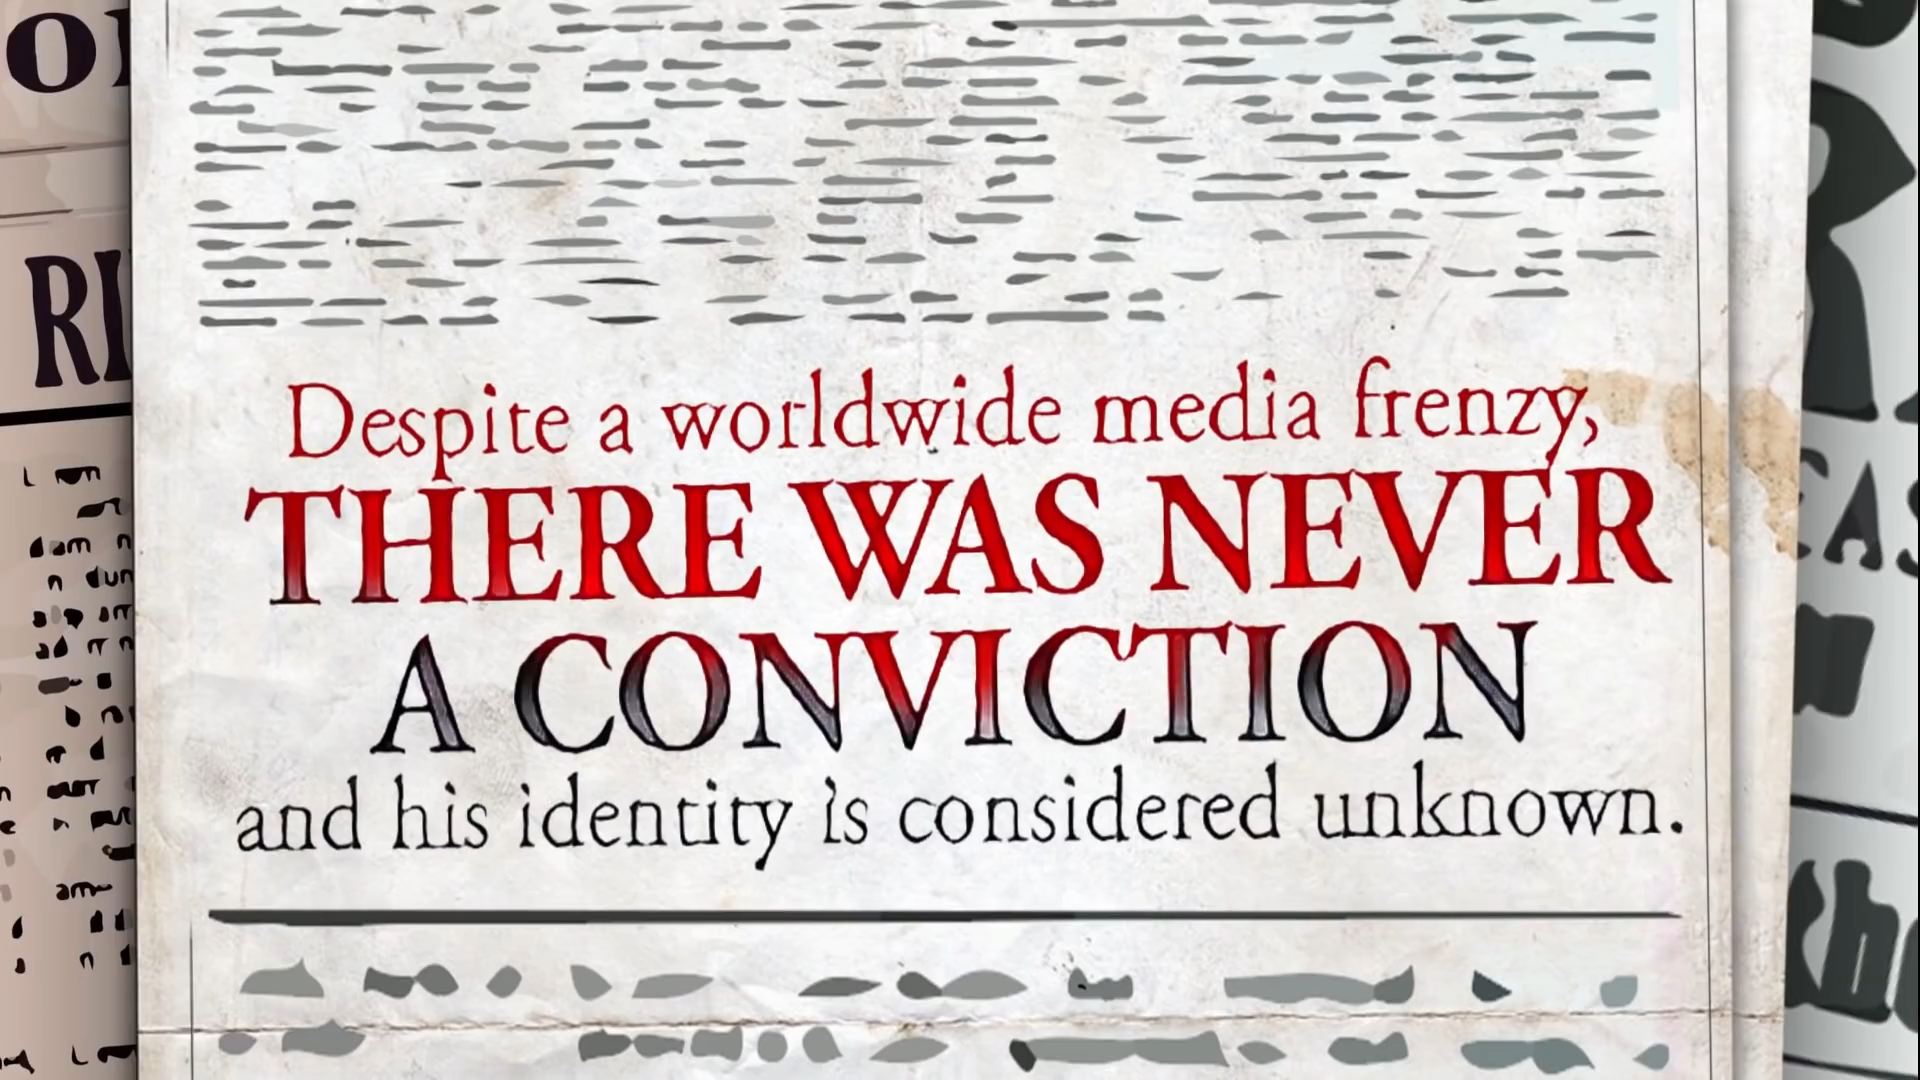 Despite a worldwide media frenzy,
THERE WAS NEVER
A CONVICTION
and his identity is considered unknown.